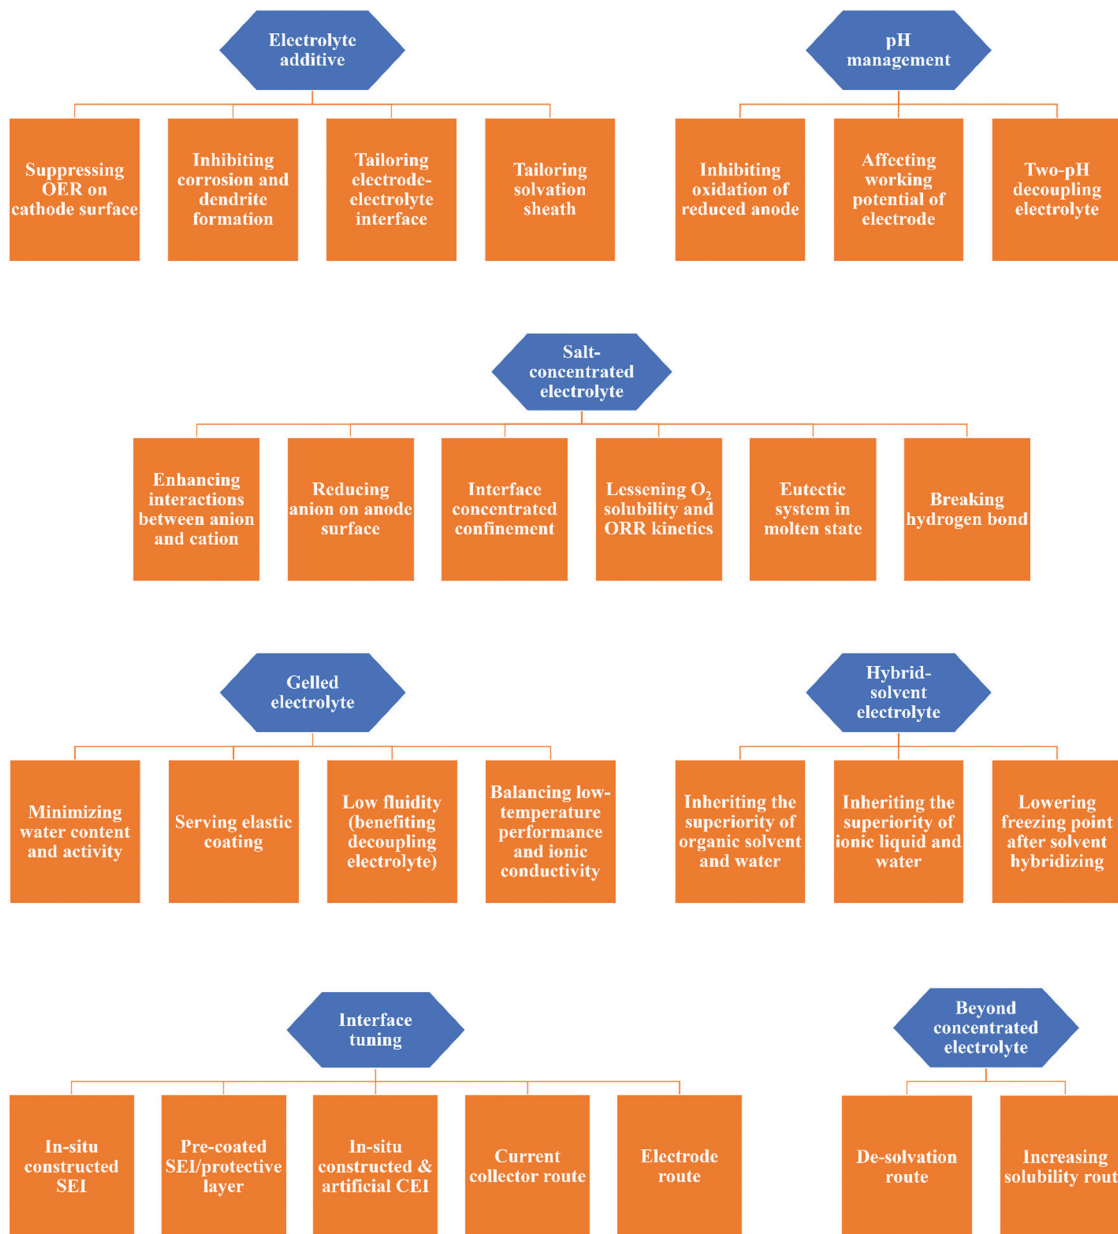 Electrolyte
additive
Suppressing
OER on
cathode surface
Inhibiting
corrosion and
dendrite
formation
Tailoring
electrode-
electrolyte
interface
Tailoring
solvation
sheath
pH
management
Inhibiting
oxidation of
reduced anode
Affecting
working
potential of
electrode
Two-pH
decoupling
electrolyte
Salt-
concentrated
electrolyte
Enhancing
interactions
between anion
and cation
Reducing
anion on anode
surface
Interface
concentrated
confinement
Lessening O₂
solubility and
ORR kinetics
Eutectic
system in
molten state
Breaking
hydrogen bond
Gelled
electrolyte
Minimizing
water content
and activity
Serving elastic
coating
Low fluidity
(benefiting
decoupling
electrolyte)
Balancing low-
temperature
performance
and ionic
conductivity
Hybrid-
solvent
electrolyte
Inheriting the
superiority of
organic solvent
and water
Inheriting the
superiority of
ionic liquid and
water
Lowering
freezing point
after solvent
hybridizing
Interface
tuning
In-situ
constructed
SEI
Pre-coated
SEI/protective
layer
In-situ
constructed &
artificial CEI
Current
collector route
Electrode
route
Beyond
concentrated
electrolyte
De-solvation
route
Increasing
solubility rout